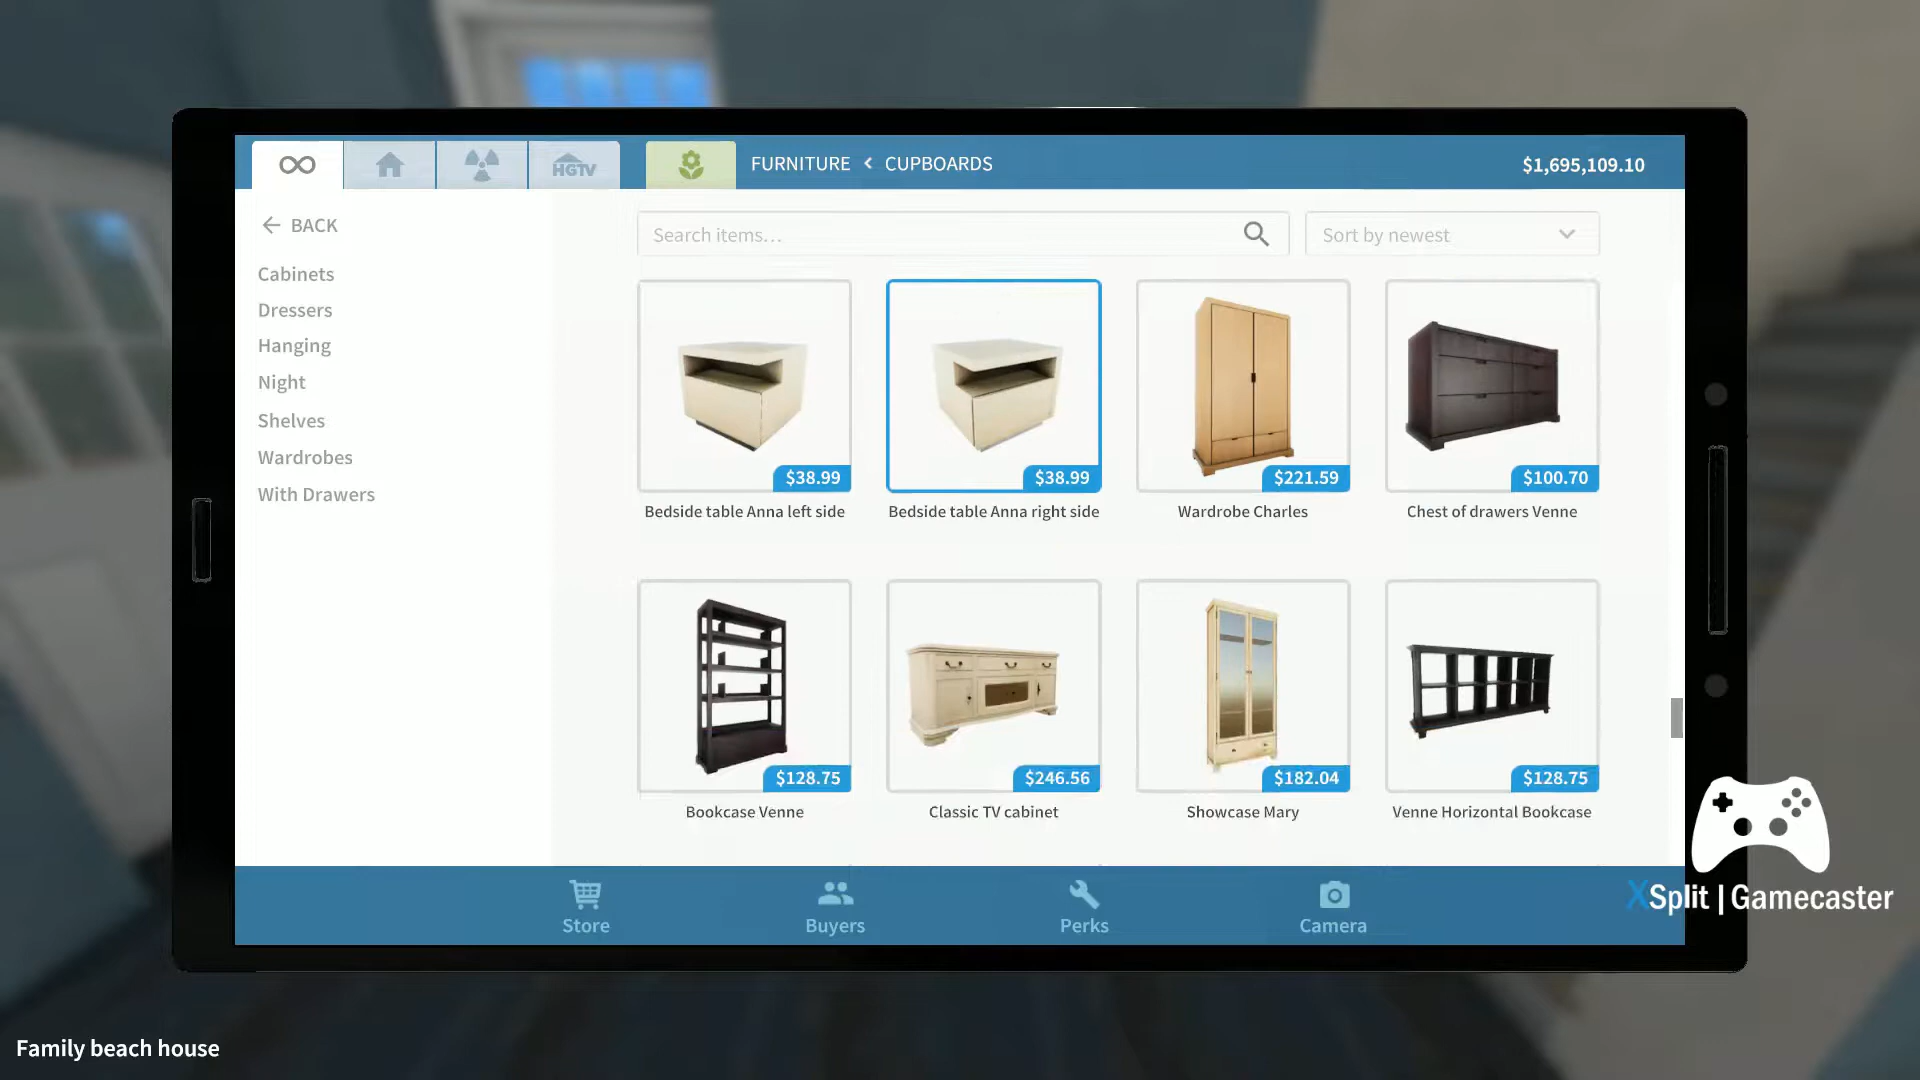 HGTV
FURNITURE < CUPBOARDS
$1,695,109.10
BACK
Search items...
Sort by newest
Cabinets
Dressers
Hanging
Night
Shelves
Wardrobes
With Drawers
$38.99
$38.99
$221.59
$100.70
Bedside table Anna left side
Bedside table Anna right side
Wardrobe Charles
Chest of drawers Venne
$128.75
$246.56
$182.04
$128.75
Bookcase Venne
Classic TV cabinet
Showcase Mary
Venne Horizontal Bookcase
Store
Buyers
Perks
Camera
XSplit | Gamecaster
Family beach house